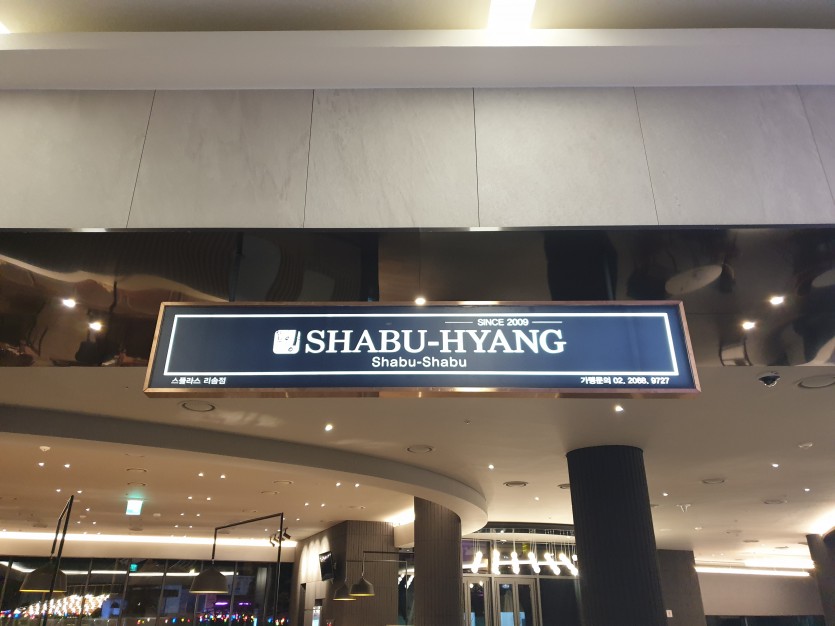 SINCE 2009
SHABU-HYANG
Shabu-Shabu
스플라스 리솜점
가맹문의 02. 2088. 9727